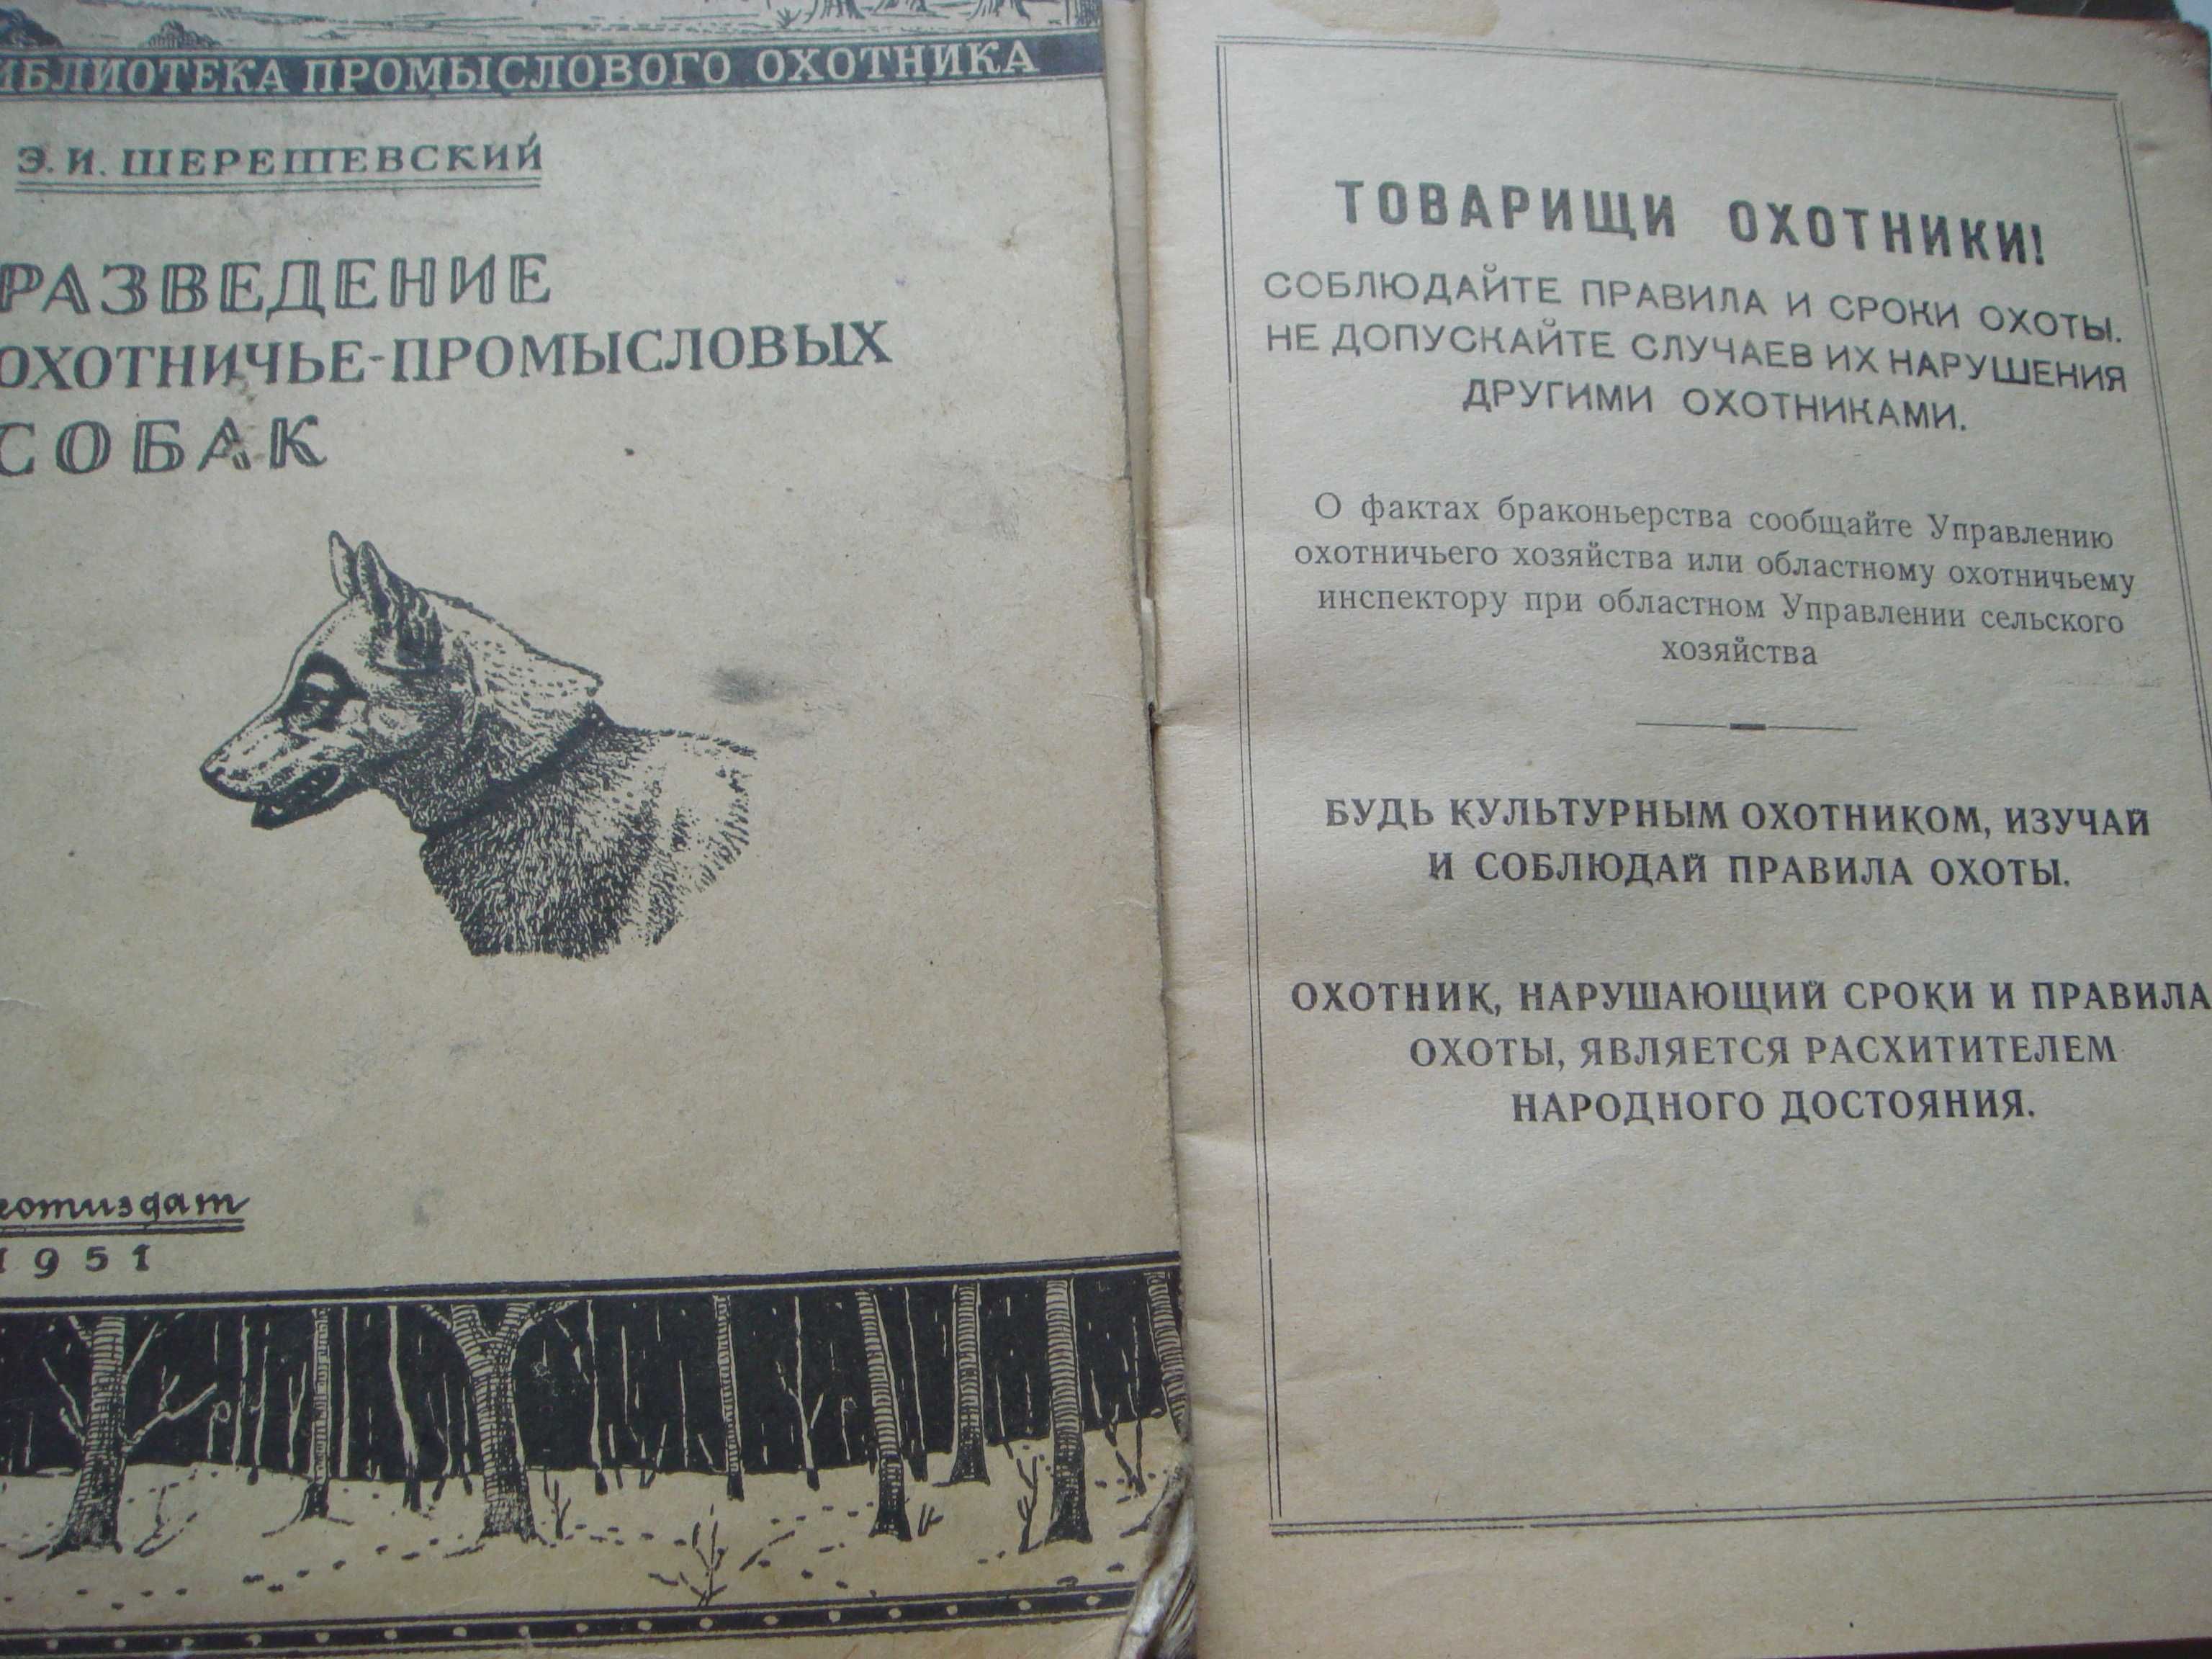 ИБЛИОТЕКА ПРОМЫСЛОВОГО ОХОТНИКА
Э. И. ШЕРЕШЕВСКИЙ
РАЗВЕДЕНИЕ
ОХОТНИЧЬЕ-ПРОМЫСЛОВЫХ
СОБАК
котиздат
1951
ТОВАРИЩИ ОХОТНИКИ!
СОБЛЮДАЙТЕ ПРАВИЛА И СРОКИ ОХОТЫ.
НЕ ДОПУСКАЙТЕ СЛУЧАЕВ ИХ НАРУШЕНИЯ
ДРУГИМИ ОХОТНИКАМИ.
О фактах браконьерства сообщайте Управлению
охотничьего хозяйства или областному охотничьему
инспектору при областном Управлении сельского
хозяйства
БУДЬ КУЛЬТУРНЫМ ОХОТНИКОМ, ИЗУЧАЙ
И СОБЛЮДАЙ ПРАВИЛА ОХОТЫ.
ОХОТНИК, НАРУШАЮЩИЙ СРОКИ И ПРАВИЛА
ОХОТЫ, ЯВЛЯЕТСЯ РАСХИТИТЕЛЕМ
НАРОДНОГО ДОСТОЯНИЯ.